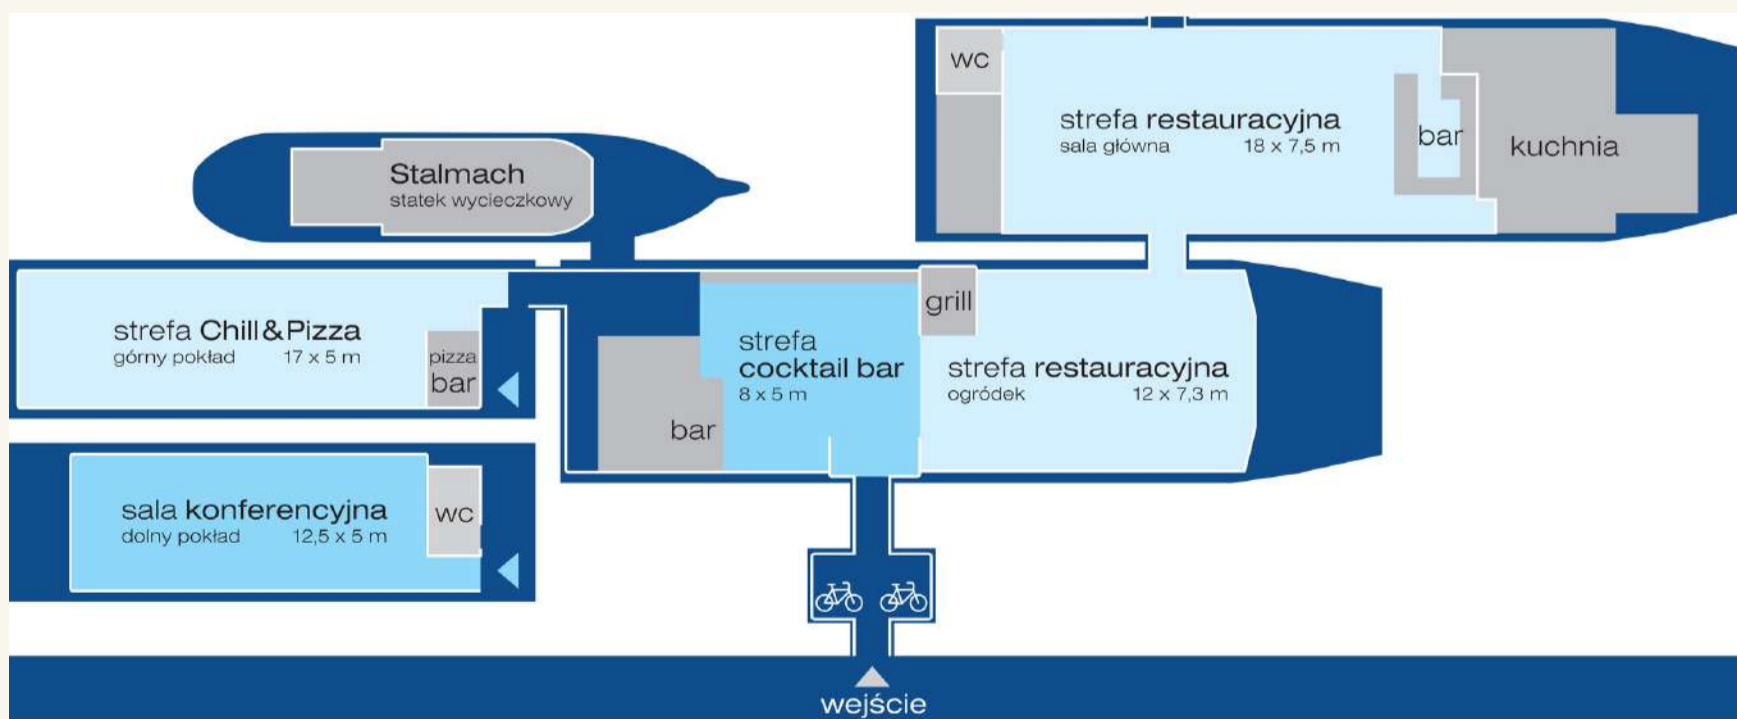 wc
strefa restauracyjna
sala główna 18 x 7,5 m
bar
kuchnia
Stalmach
statek wycieczkowy
strefa Chill&Pizza
górny pokład 17 x 5 m
pizza
bar
strefa
cocktail bar
8 x 5 m
bar
grill
strefa restauracyjna
ogródek 12 x 7,3 m
sala konferencyjna
dolny pokład 12,5 x 5 m
wc
wejście